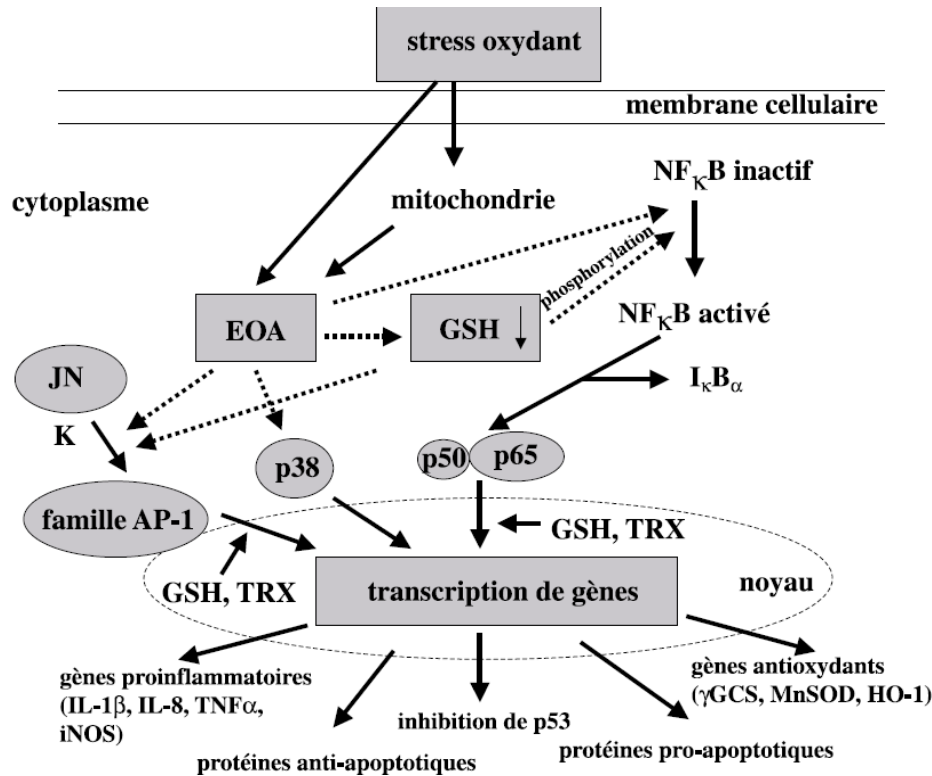 stress oxydant
membrane cellulaire
NFκB inactif
cytoplasme
mitochondrie
phosphorylation
EOA
GSH ↓
NFκB activé
JN
IκBα
K
p38
p50
p65
famille AP-1
GSH, TRX
GSH, TRX
transcription de gènes
noyau
gènes proinflammatoires
(IL-1β, IL-8, TNFα,
iNOS)
gènes antioxydants
(γGCS, MnSOD, HO-1)
inhibition de p53
protéines anti-apoptotiques
protéines pro-apoptotiques